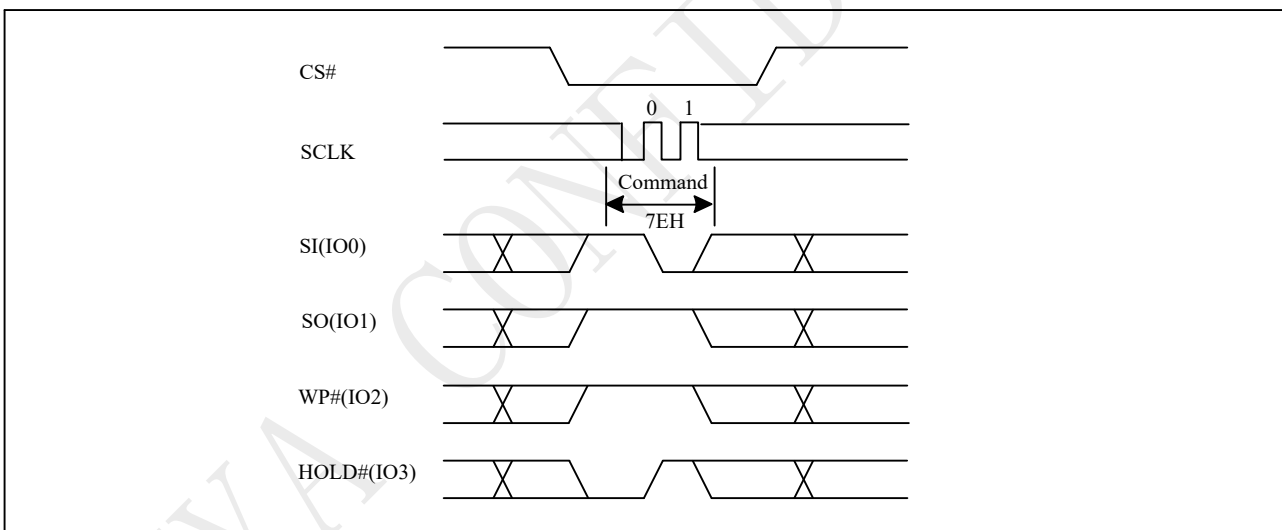 CS#
0 1
SCLK
Command
7EH
SI(IO0)
SO(IO1)
WP#(IO2)
HOLD#(IO3)